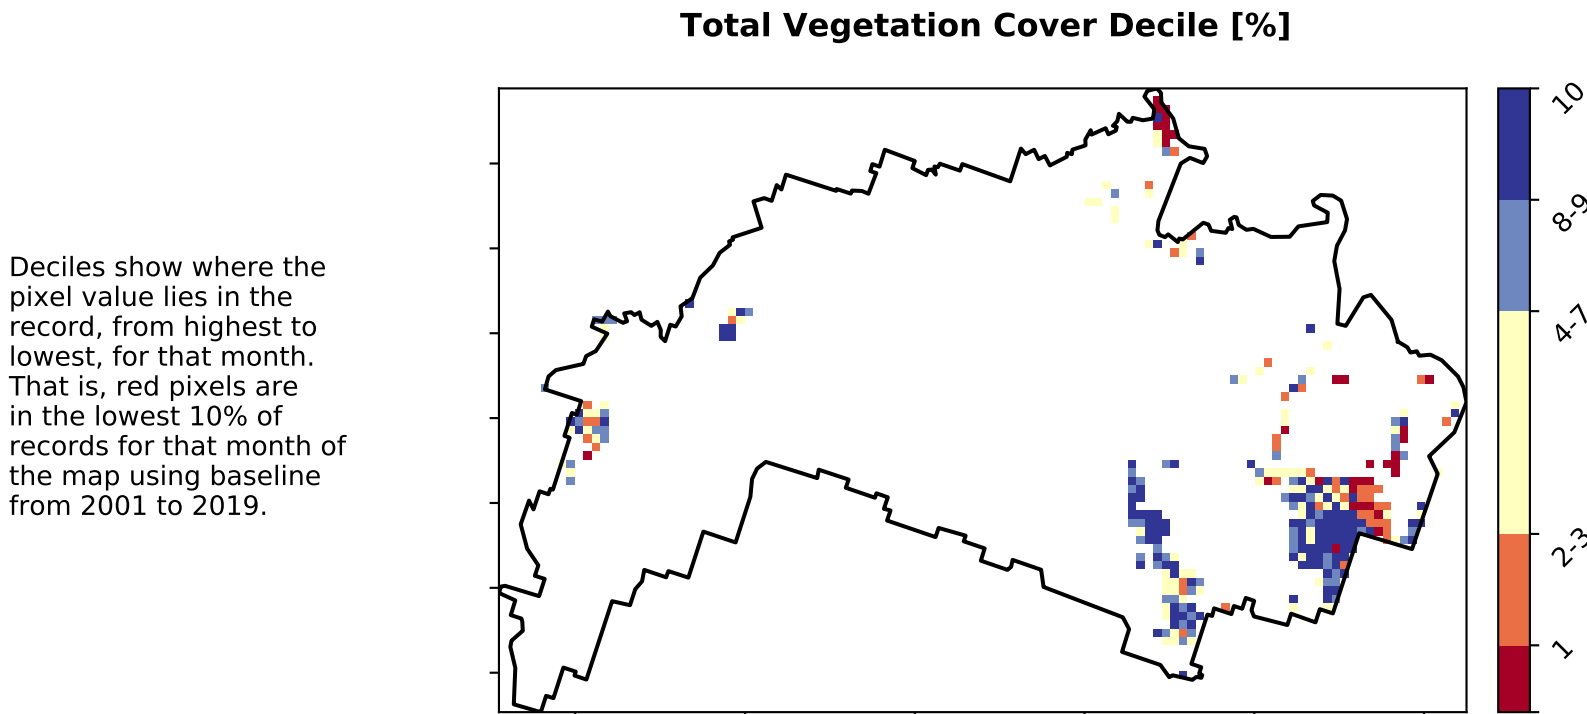 Total Vegetation Cover Decile [%]
Deciles show where the
pixel value lies in the
record, from highest to
lowest, for that month.
That is, red pixels are
in the lowest 10% of
records for that month of
the map using baseline
from 2001 to 2019.
10
8-9
4-7
2-3
1